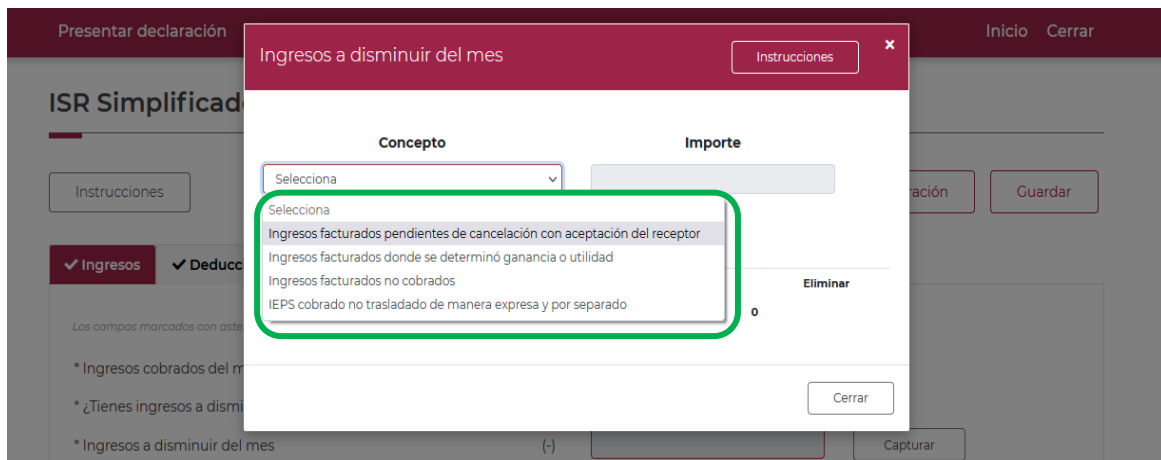 Presentar declaración
Inicio Cerrar
Ingresos a disminuir del mes
Instrucciones
×
ISR Simplificad
Concepto
Importe
Selecciona
Instrucciones
Guardar
Selecciona
Ingresos facturados pendientes de cancelación con aceptación del receptor
Ingresos facturados donde se determinó ganancia o utilidad
Ingresos facturados no cobrados
IEPS cobrado no trasladado de manera expresa y por separado
Ingresos
Deducc
Eliminar
0
Los campos marcados con aste
* Ingresos cobrados del m
* ¿Tienes ingresos a dismi
Cerrar
* Ingresos a disminuir del mes (-)
Capturar